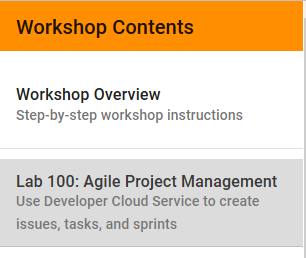 Workshop Contents
Workshop Overview
Step-by-step workshop instructions
Lab 100: Agile Project Management
Use Developer Cloud Service to create
issues, tasks, and sprints